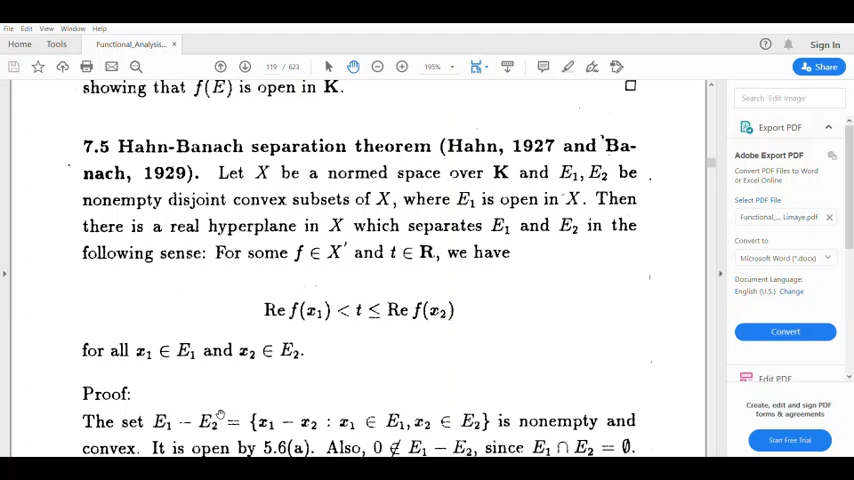 File Edit View Window Help
Home Tools Functional_Analysis... × Sign In
119 / 623 195% Share
showing that f(E) is open in K. □
7.5 Hahn-Banach separation theorem (Hahn, 1927 and Ba-
nach, 1929). Let X be a normed space over K and E₁, E₂ be
nonempty disjoint convex subsets of X, where E₁ is open in X. Then
there is a real hyperplane in X which separates E₁ and E₂ in the
following sense: For some f ∈ X′ and t ∈ R, we have
Re f(x₁) < t ≤ Re f(x₂)
for all x₁ ∈ E₁ and x₂ ∈ E₂.
Proof:
The set E₁ − E₂ = {x₁ − x₂ : x₁ ∈ E₁, x₂ ∈ E₂} is nonempty and
convex. It is open by 5.6(a). Also, 0 ∉ E₁ − E₂, since E₁ ∩ E₂ = ∅.
Search 'Edit Image'
Export PDF
Adobe Export PDF
Convert PDF Files to Word
or Excel Online
Select PDF File
Functional_... Limaye.pdf ×
Convert to
Microsoft Word (*.docx)
Document Language:
English (U.S.) Change
Convert
Edit PDF
Create, edit and sign PDF
forms & agreements
Start Free Trial